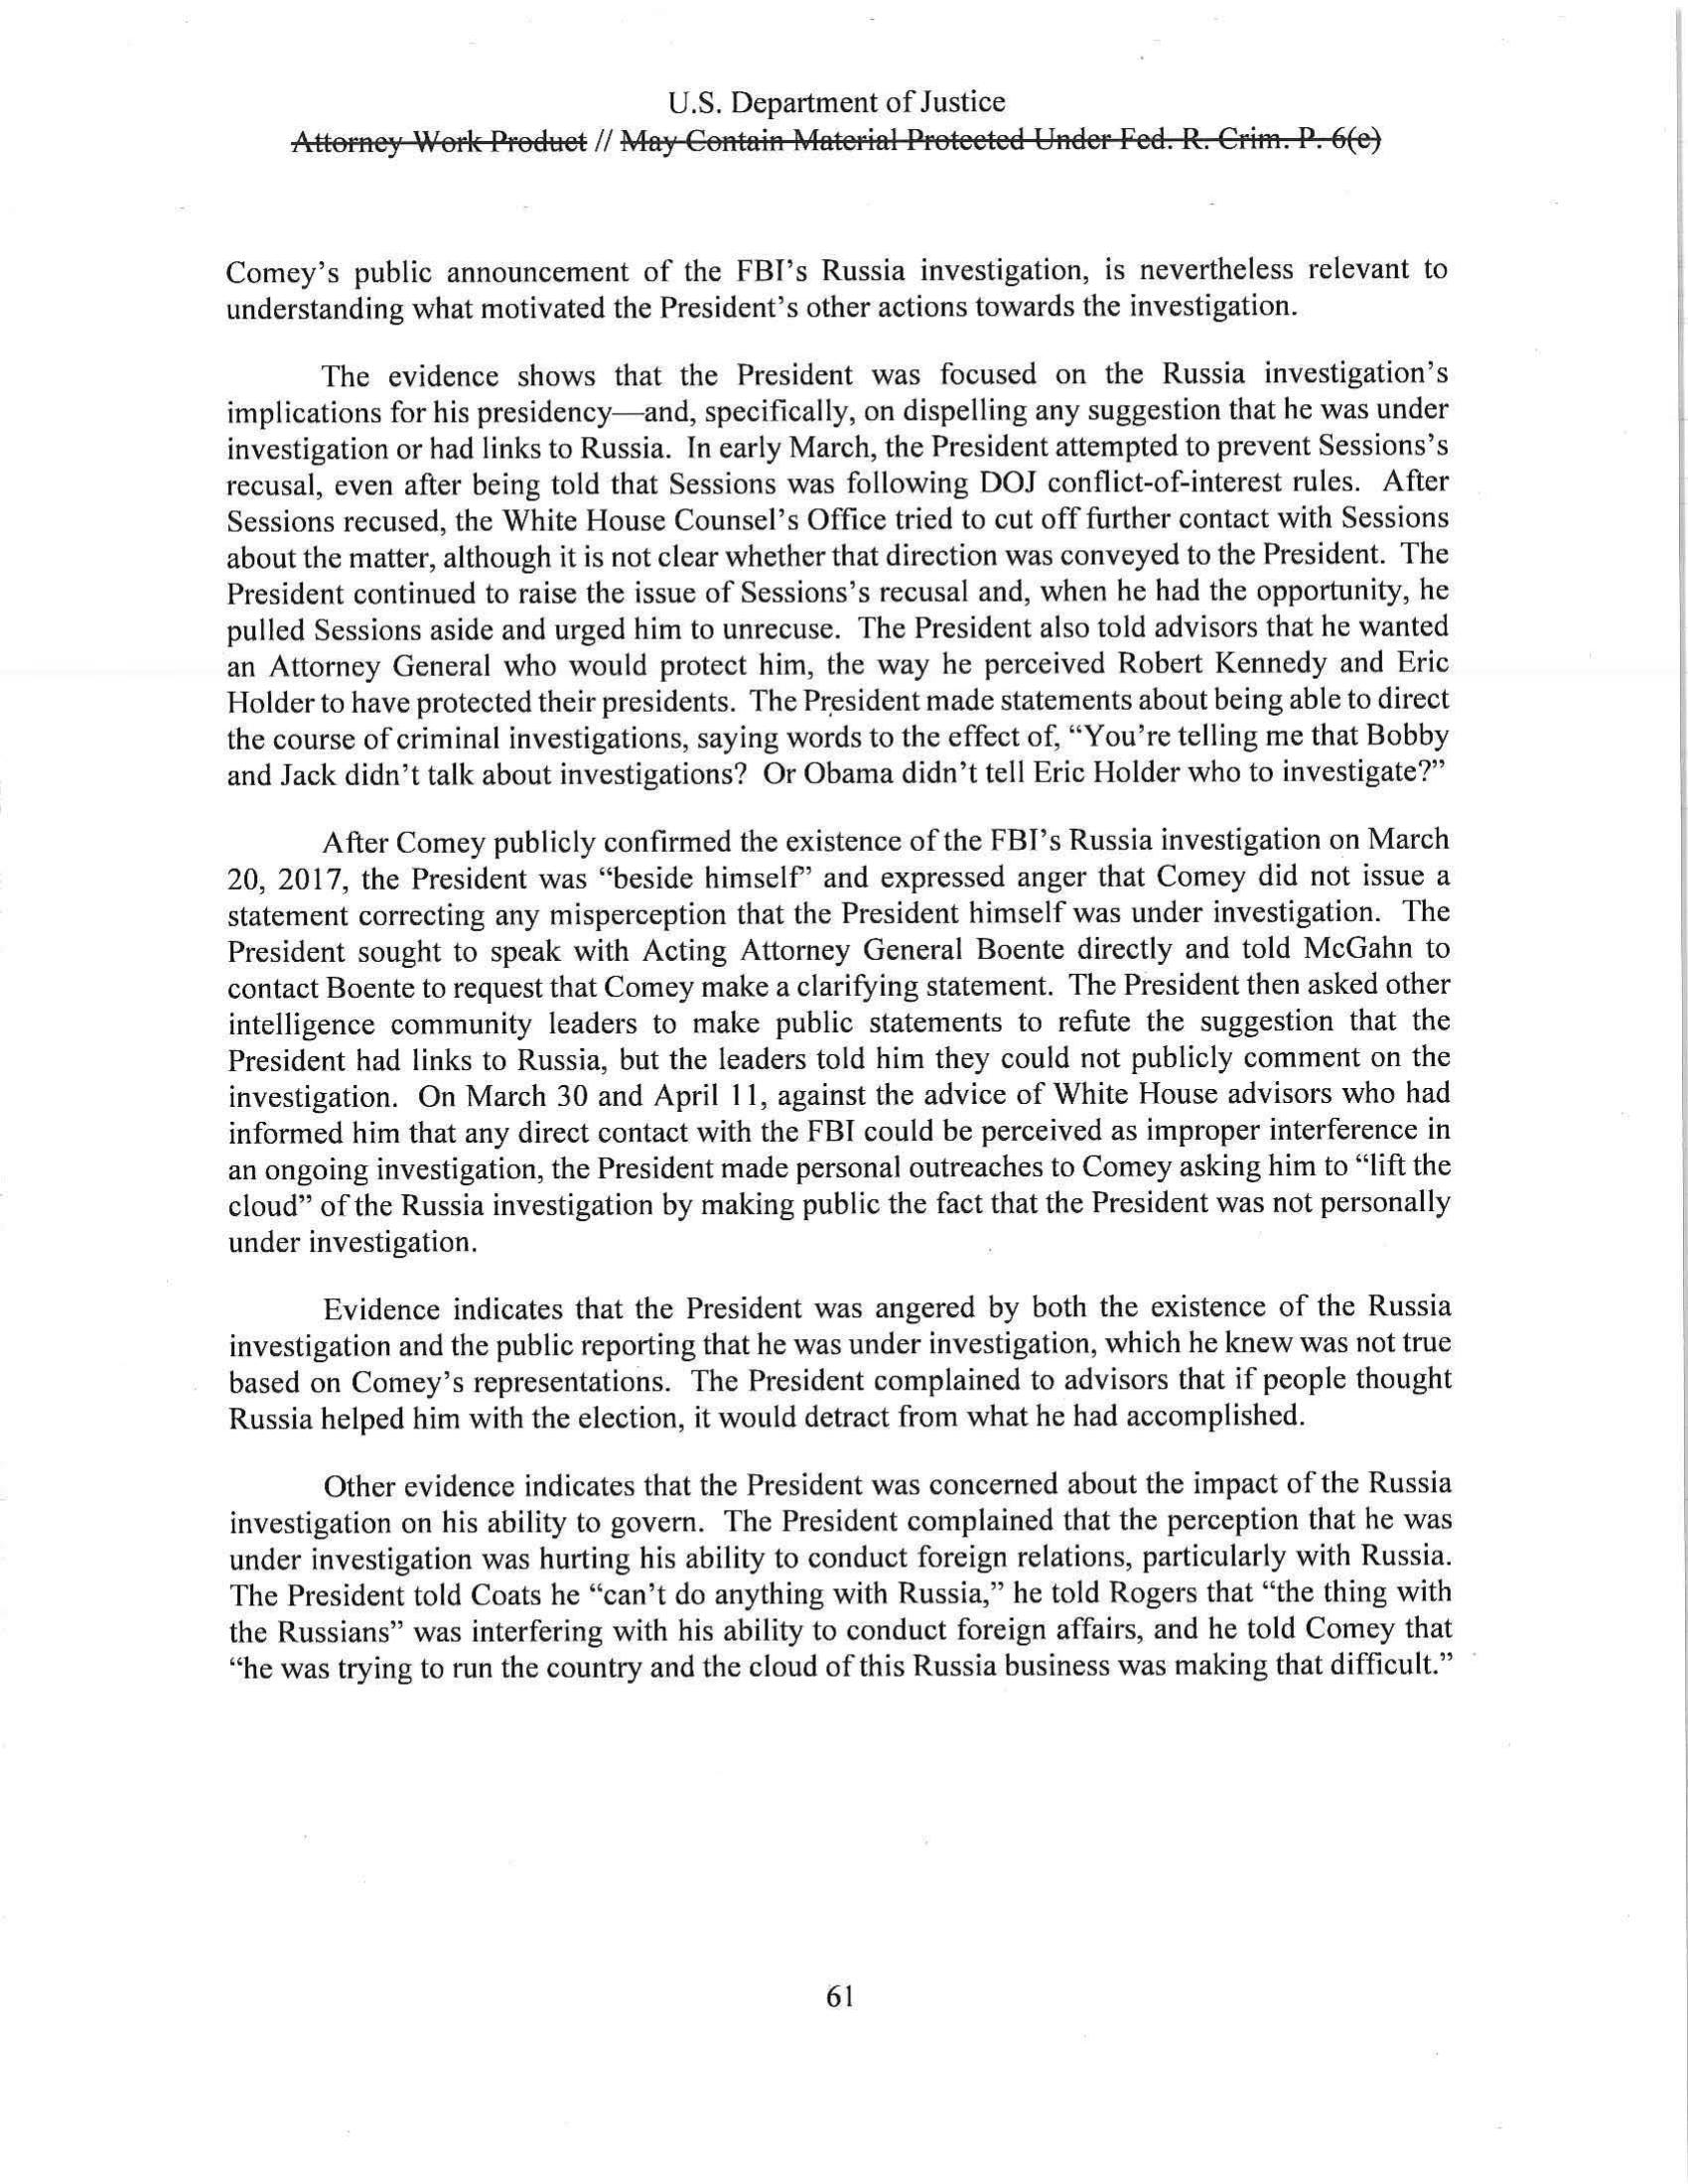 U.S. Department of Justice
Attorney Work Product // May Contain Material Protected Under Fed. R. Crim. P. 6(e)
Comey’s public announcement of the FBI’s Russia investigation, is nevertheless relevant to
understanding what motivated the President’s other actions towards the investigation.
The evidence shows that the President was focused on the Russia investigation’s
implications for his presidency—and, specifically, on dispelling any suggestion that he was under
investigation or had links to Russia. In early March, the President attempted to prevent Sessions’s
recusal, even after being told that Sessions was following DOJ conflict-of-interest rules. After
Sessions recused, the White House Counsel’s Office tried to cut off further contact with Sessions
about the matter, although it is not clear whether that direction was conveyed to the President. The
President continued to raise the issue of Sessions’s recusal and, when he had the opportunity, he
pulled Sessions aside and urged him to unrecuse. The President also told advisors that he wanted
an Attorney General who would protect him, the way he perceived Robert Kennedy and Eric
Holder to have protected their presidents. The President made statements about being able to direct
the course of criminal investigations, saying words to the effect of, “You’re telling me that Bobby
and Jack didn’t talk about investigations? Or Obama didn’t tell Eric Holder who to investigate?”
After Comey publicly confirmed the existence of the FBI’s Russia investigation on March
20, 2017, the President was “beside himself” and expressed anger that Comey did not issue a
statement correcting any misperception that the President himself was under investigation. The
President sought to speak with Acting Attorney General Boente directly and told McGahn to
contact Boente to request that Comey make a clarifying statement. The President then asked other
intelligence community leaders to make public statements to refute the suggestion that the
President had links to Russia, but the leaders told him they could not publicly comment on the
investigation. On March 30 and April 11, against the advice of White House advisors who had
informed him that any direct contact with the FBI could be perceived as improper interference in
an ongoing investigation, the President made personal outreaches to Comey asking him to “lift the
cloud” of the Russia investigation by making public the fact that the President was not personally
under investigation.
Evidence indicates that the President was angered by both the existence of the Russia
investigation and the public reporting that he was under investigation, which he knew was not true
based on Comey’s representations. The President complained to advisors that if people thought
Russia helped him with the election, it would detract from what he had accomplished.
Other evidence indicates that the President was concerned about the impact of the Russia
investigation on his ability to govern. The President complained that the perception that he was
under investigation was hurting his ability to conduct foreign relations, particularly with Russia.
The President told Coats he “can’t do anything with Russia,” he told Rogers that “the thing with
the Russians” was interfering with his ability to conduct foreign affairs, and he told Comey that
“he was trying to run the country and the cloud of this Russia business was making that difficult.”
61